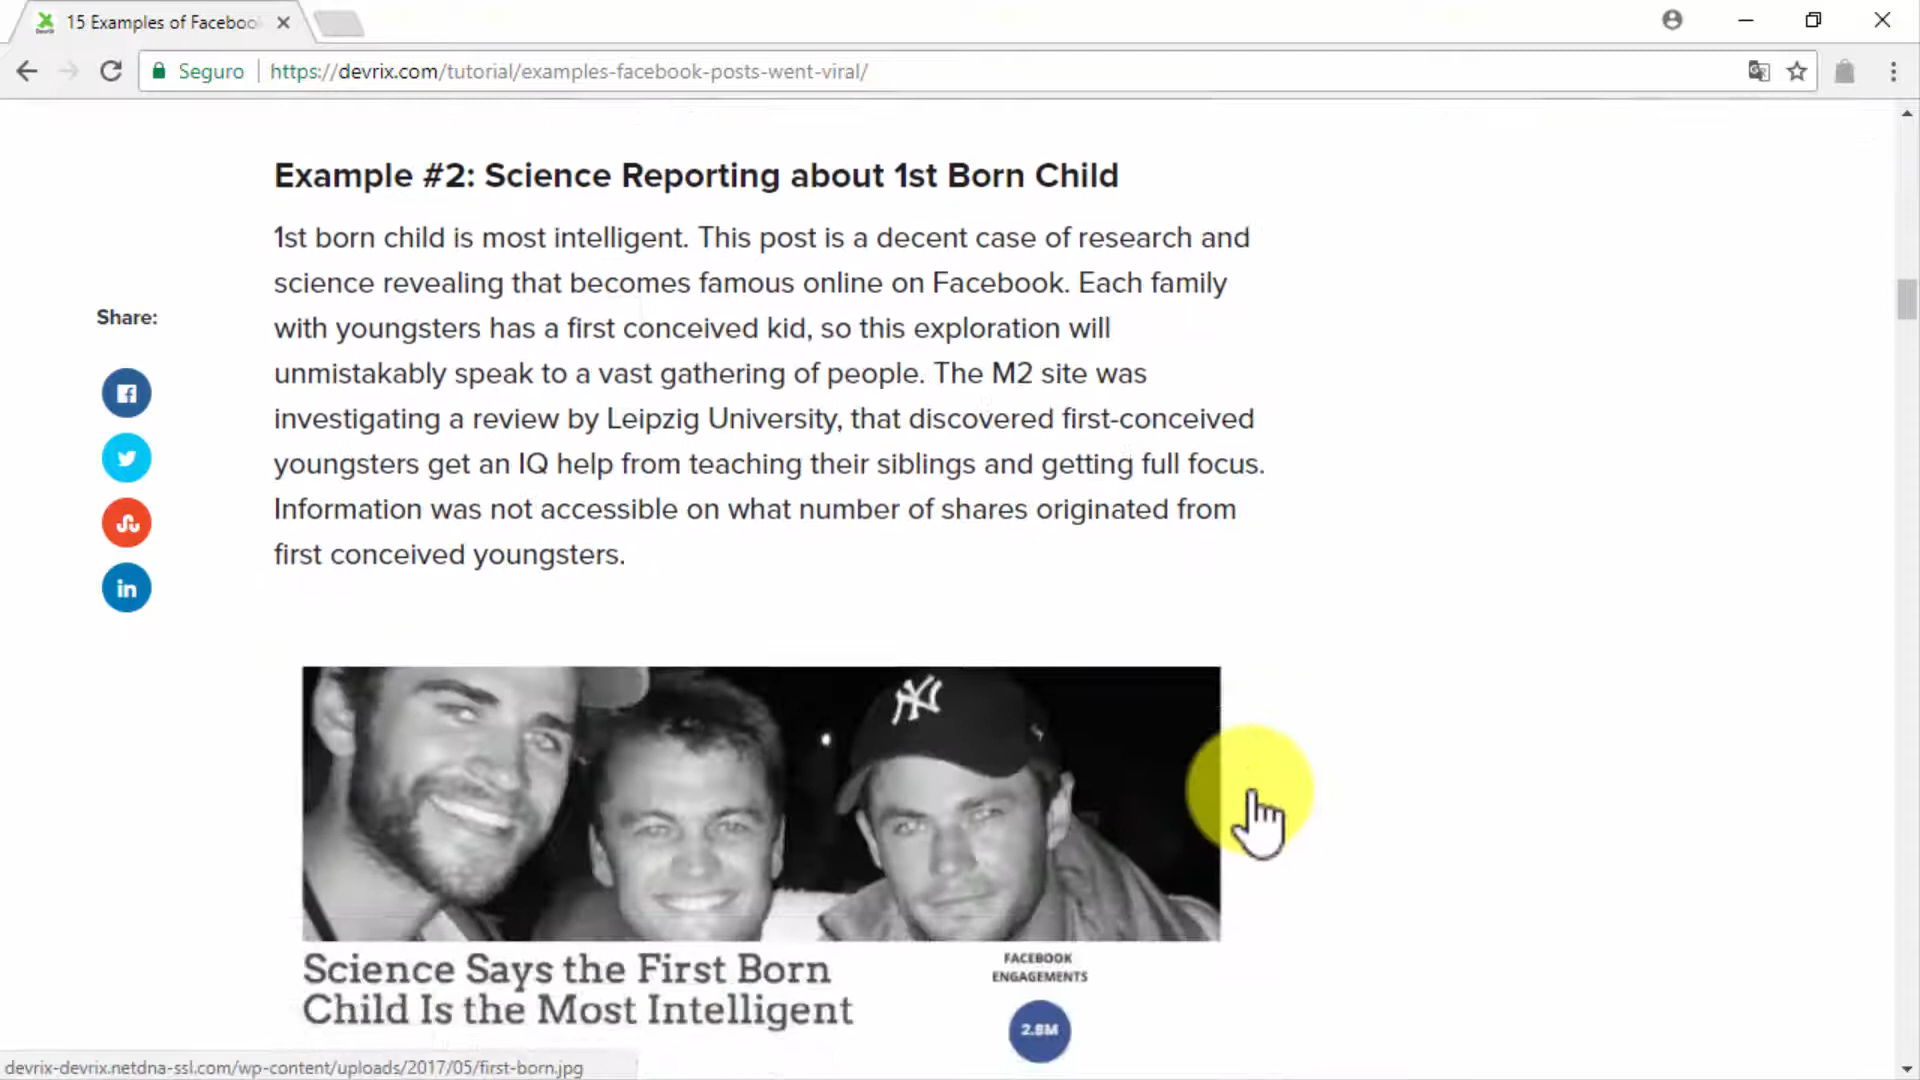 15 Examples of Faceboo
Seguro
https://devrix.com/tutorial/examples-facebook-posts-went-viral/
Example #2: Science Reporting about 1st Born Child
1st born child is most intelligent. This post is a decent case of research and
science revealing that becomes famous online on Facebook. Each family
with youngsters has a first conceived kid, so this exploration will
unmistakably speak to a vast gathering of people. The M2 site was
investigating a review by Leipzig University, that discovered first-conceived
youngsters get an IQ help from teaching their siblings and getting full focus.
Information was not accessible on what number of shares originated from
first conceived youngsters.
Share:
in
NY
Science Says the First Born
Child Is the Most Intelligent
FACEBOOK
ENGAGEMENTS
2.8M
devrix-devrix.netdna-ssl.com/wp-content/uploads/2017/05/first-born.jpg